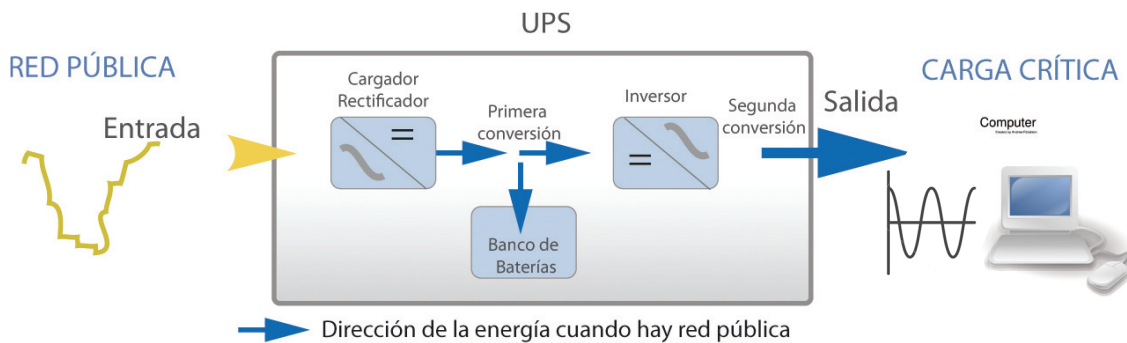 UPS
RED PÚBLICA
Entrada
Cargador
Rectificador
Primera
conversión
Inversor
Segunda
conversión
Salida
CARGA CRÍTICA
Computer
Banco de
Baterías
Dirección de la energía cuando hay red pública